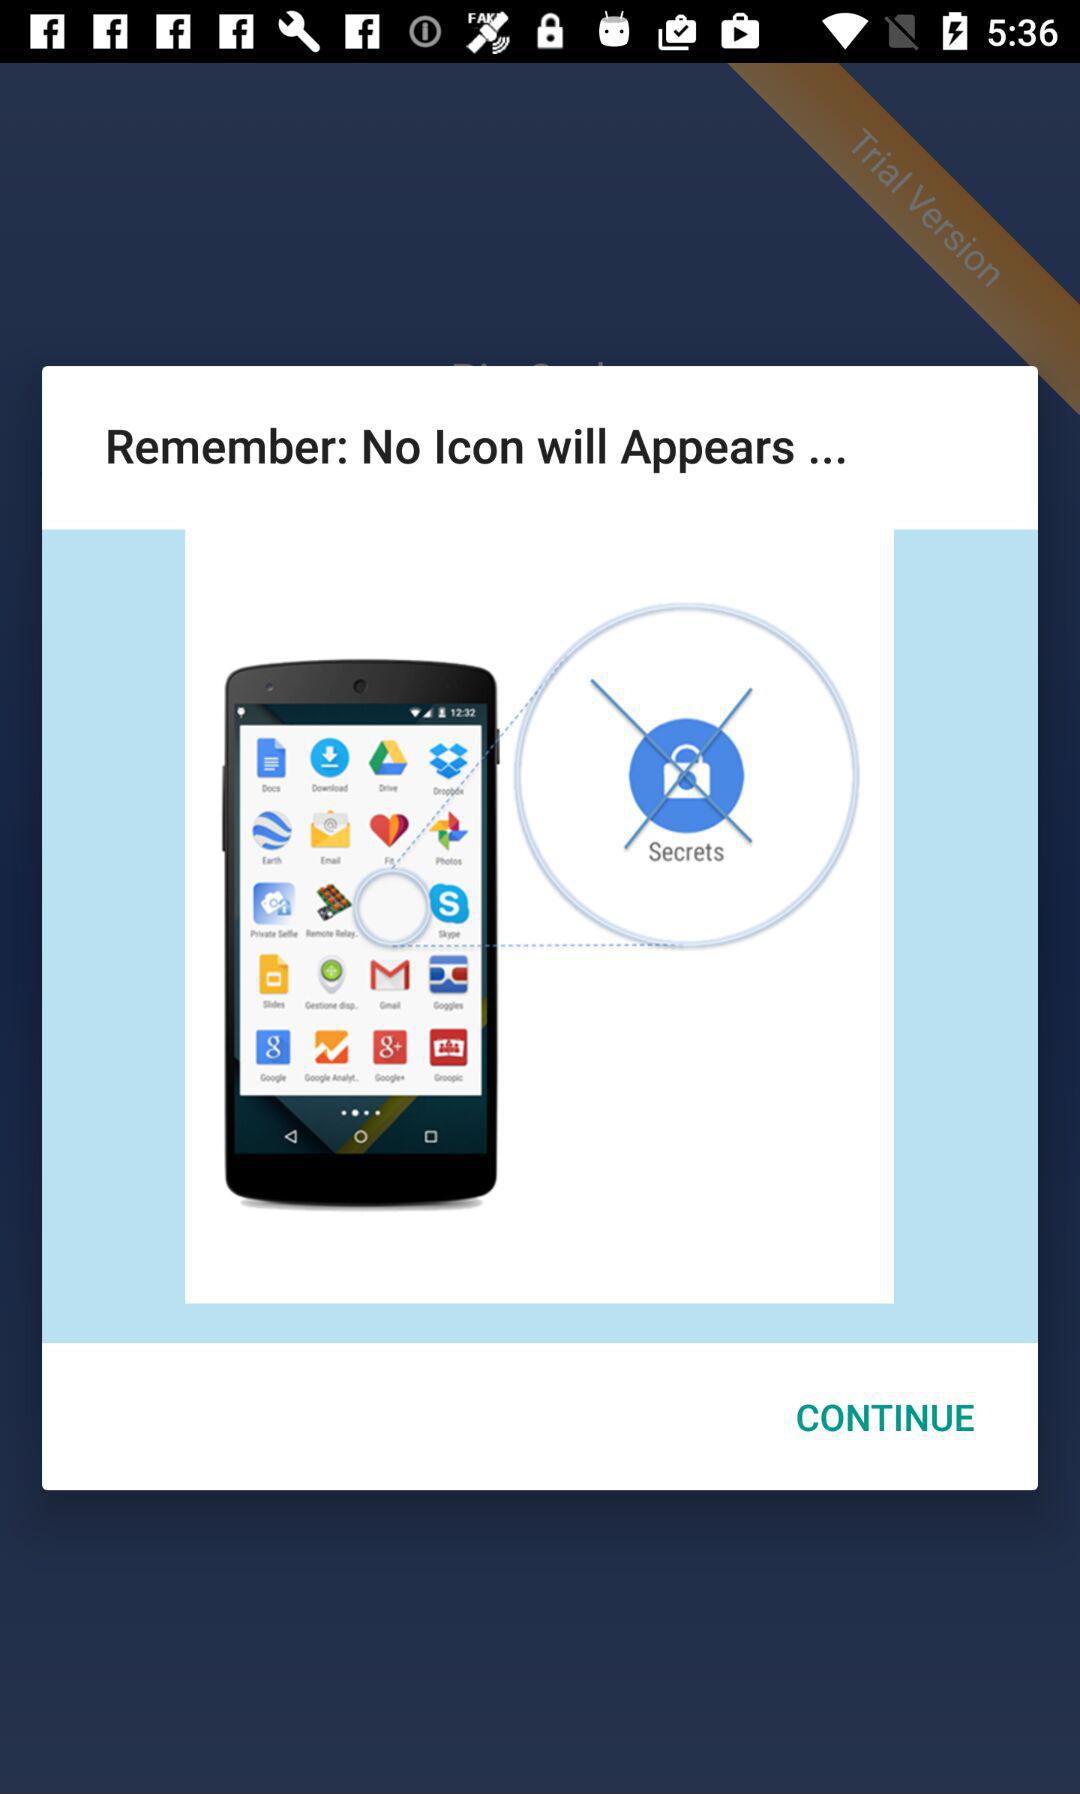 FAKE
5:36
Trial Version
Remember: No Icon will Appears ...
12:32
Docs Download Drive Dropbox
Earth Email Fit Photos
Private Selfie Remote Relay.. Skype
Slides Gestione disp.. Gmail Goggles
Google Google Analyt.. Google+ Groopic
Secrets
CONTINUE